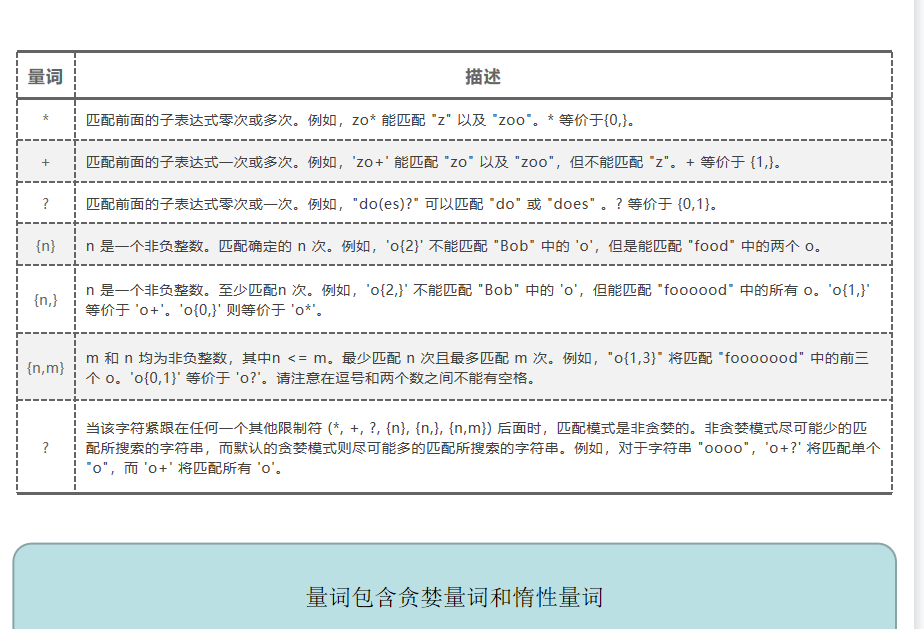 量词 描述
* 匹配前面的子表达式零次或多次。例如，zo* 能匹配 "z" 以及 "zoo"。* 等价于{0,}。
+ 匹配前面的子表达式一次或多次。例如，'zo+' 能匹配 "zo" 以及 "zoo"，但不能匹配 "z"。+ 等价于 {1,}。
? 匹配前面的子表达式零次或一次。例如，"do(es)?" 可以匹配 "do" 或 "does" 。? 等价于 {0,1}。
{n} n 是一个非负整数。匹配确定的 n 次。例如，'o{2}' 不能匹配 "Bob" 中的 'o'，但是能匹配 "food" 中的两个 o。
{n,} n 是一个非负整数。至少匹配n 次。例如，'o{2,}' 不能匹配 "Bob" 中的 'o'，但能匹配 "foooood" 中的所有 o。'o{1,}'
等价于 'o+'。'o{0,}' 则等价于 'o*'。
{n,m} m 和 n 均为非负整数，其中n <= m。最少匹配 n 次且最多匹配 m 次。例如，"o{1,3}" 将匹配 "fooooood" 中的前三
个 o。'o{0,1}' 等价于 'o?'。请注意在逗号和两个数之间不能有空格。
? 当该字符紧跟在任何一个其他限制符 (*, +, ?, {n}, {n,}, {n,m}) 后面时，匹配模式是非贪婪的。非贪婪模式尽可能少的匹
配所搜索的字符串，而默认的贪婪模式则尽可能多的匹配所搜索的字符串。例如，对于字符串 "oooo"，'o+?' 将匹配单个
"o"，而 'o+' 将匹配所有 'o'。
量词包含贪婪量词和惰性量词